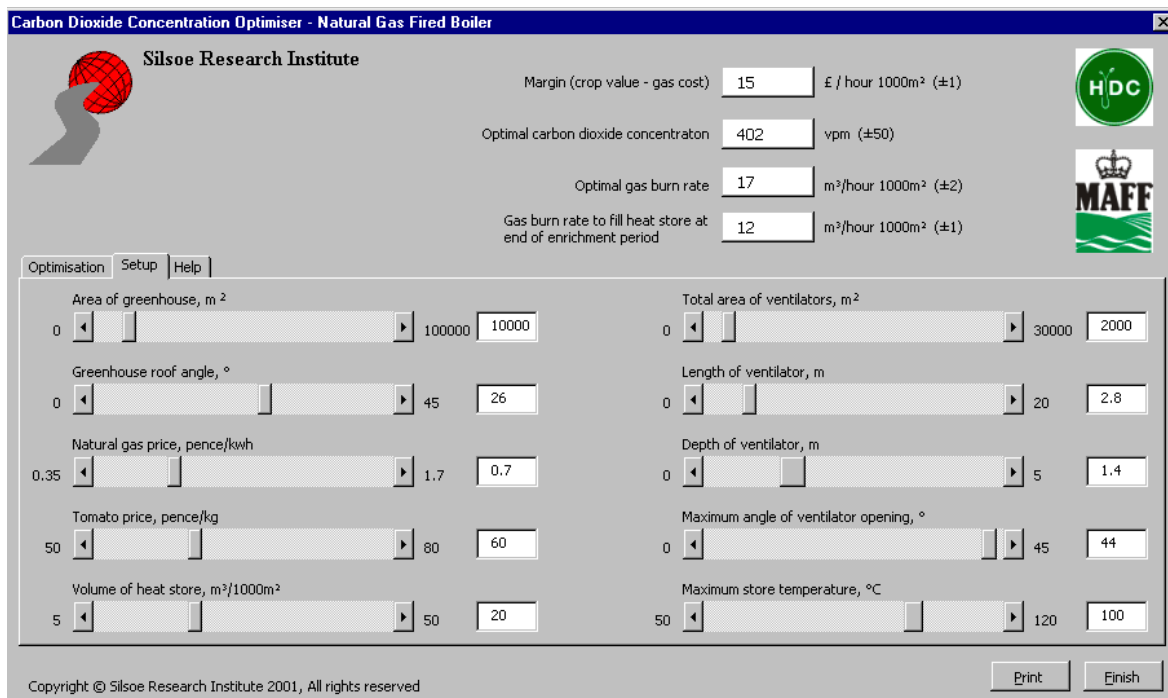 Carbon Dioxide Concentration Optimiser - Natural Gas Fired Boiler
Silsoe Research Institute
Margin (crop value - gas cost) 15 £ / hour 1000m² (±1)
Optimal carbon dioxide concentraton 402 vpm (±50)
Optimal gas burn rate 17 m³/hour 1000m² (±2)
Gas burn rate to fill heat store at
end of enrichment period 12 m³/hour 1000m² (±1)
HDC
MAFF
Optimisation Setup Help
Area of greenhouse, m ²
0 100000 10000
Greenhouse roof angle, °
0 45 26
Natural gas price, pence/kwh
0.35 1.7 0.7
Tomato price, pence/kg
50 80 60
Volume of heat store, m³/1000m²
5 50 20
Total area of ventilators, m²
0 30000 2000
Length of ventilator, m
0 20 2.8
Depth of ventilator, m
0 5 1.4
Maximum angle of ventilator opening, °
0 45 44
Maximum store temperature, °C
50 120 100
Copyright © Silsoe Research Institute 2001, All rights reserved
Print Finish